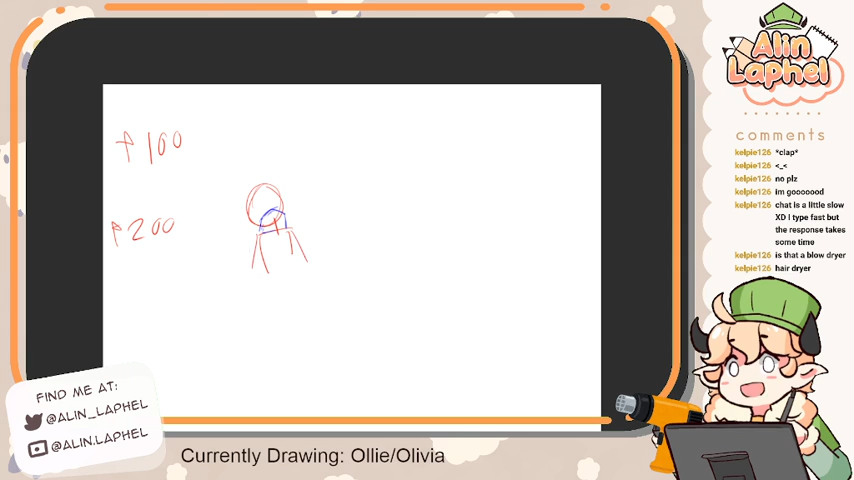 Alin
Laphel
comments
kelpie126 *clap*
kelpie126 <_<
kelpie126 no plz
kelpie126 im gooooood
kelpie126 chat is a little slow
XD I type fast but
the response takes
some time
kelpie126 is that a blow dryer
kelpie126 hair dryer
↑100
↑200
FIND ME AT:
@ALIN_LAPHEL
@ALIN.LAPHEL
Currently Drawing: Ollie/Olivia